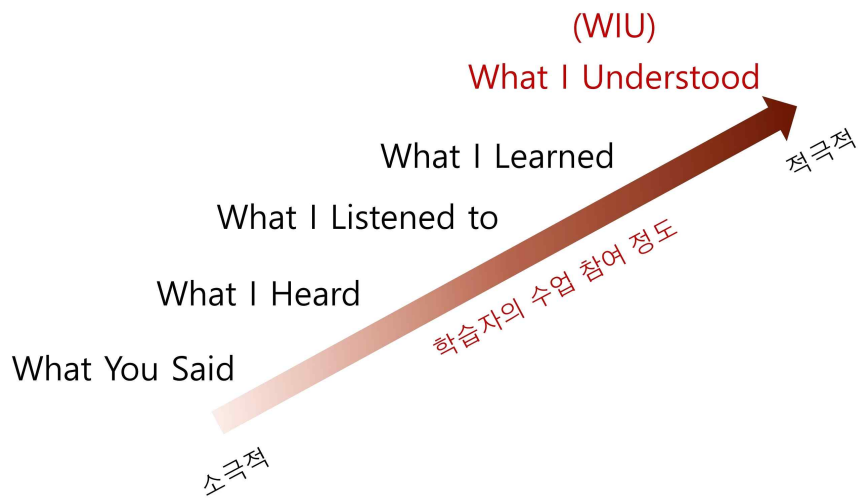 (WIU)
What I Understood
What I Learned
적극적
What I Listened to
학습자의 수업 참여 정도
What I Heard
What You Said
소극적